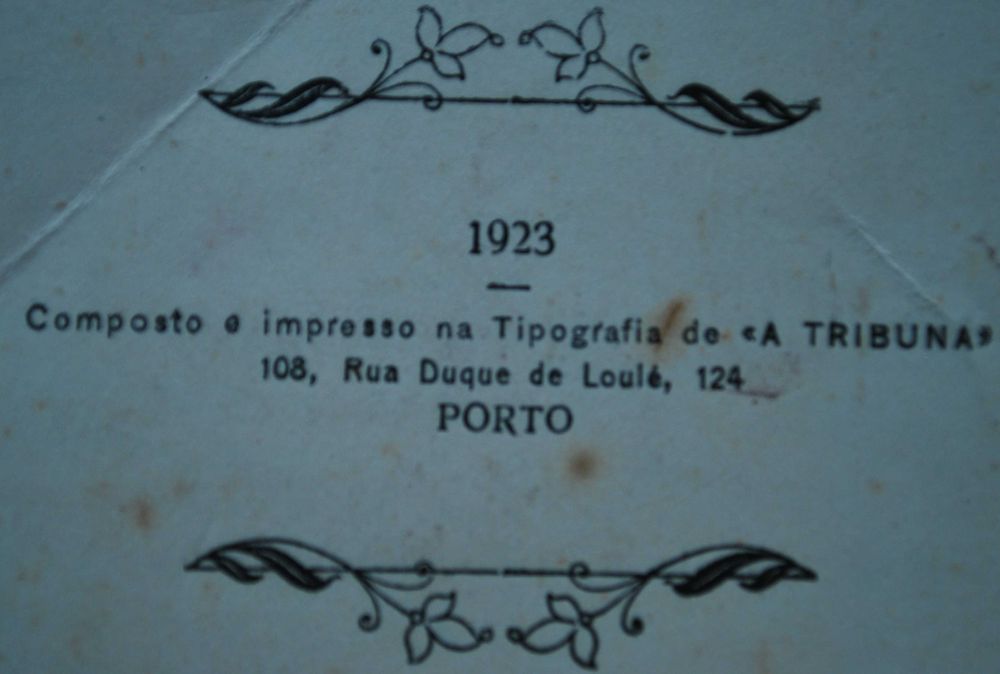 1923
Composto e impresso na Tipografia de «A TRIBUNA»
108, Rua Duque de Loulé, 124
PORTO